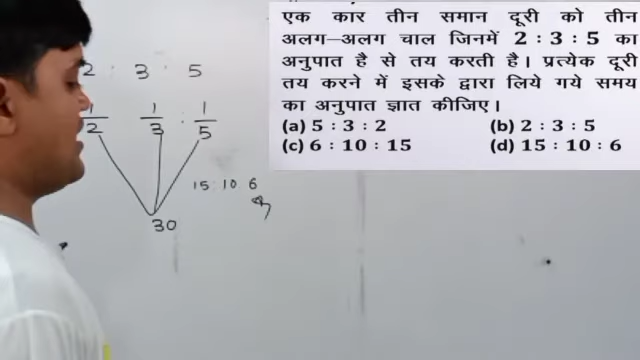 एक कार तीन समान दूरी को तीन
अलग–अलग चाल जिनमें 2 : 3 : 5 का
अनुपात है से तय करती है। प्रत्येक दूरी
तय करने में इसके द्वारा लिये गये समय
का अनुपात ज्ञात कीजिए।
(a) 5 : 3 : 2 (b) 2 : 3 : 5
(c) 6 : 10 : 15 (d) 15 : 10 : 6
2 : 3 : 5
1/2 1/3 : 1/5
15 : 10 6
30